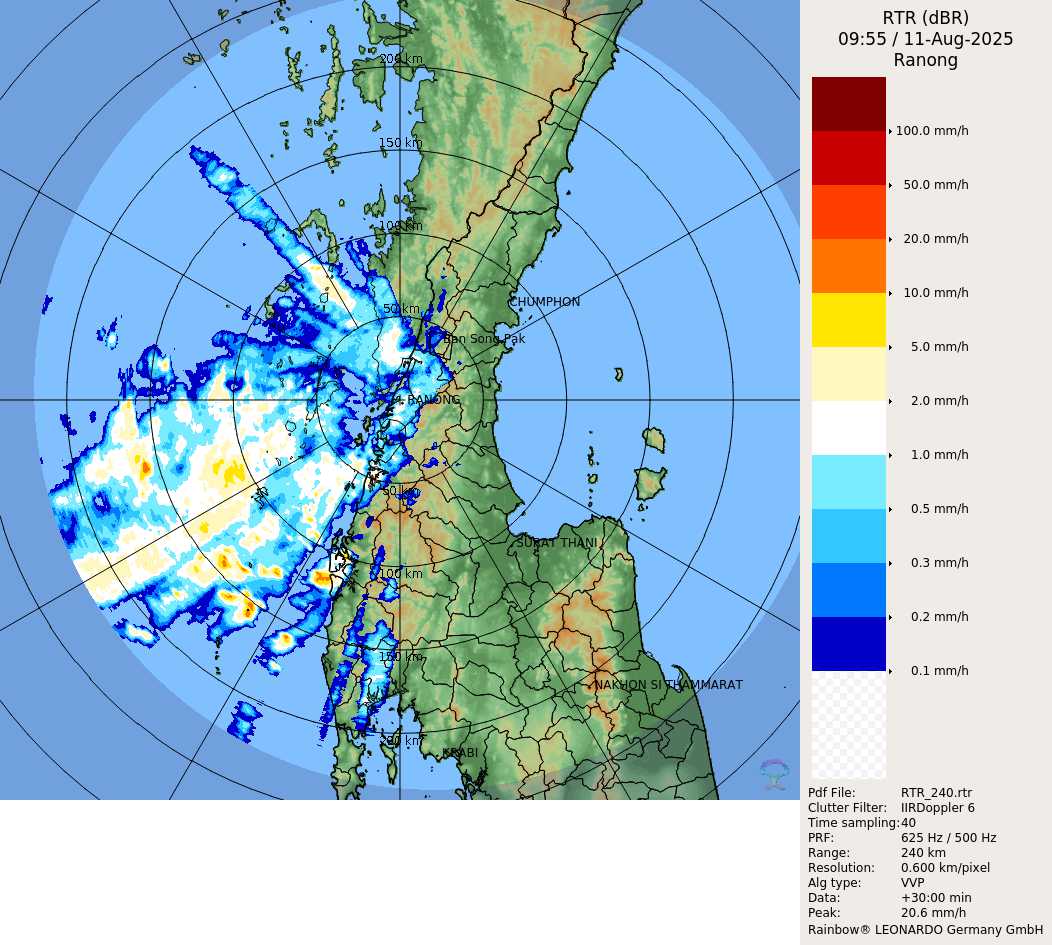 RTR (dBR)
09:55 / 11-Aug-2025
Ranong
200 km
150 km
100 km
50 km
CHUMPHON
Ban Song Pak
RANONG
50 km
SURAT THANI
100 km
150 km
NAKHON SI THAMMARAT
200 km
KRABI
100.0 mm/h
50.0 mm/h
20.0 mm/h
10.0 mm/h
5.0 mm/h
2.0 mm/h
1.0 mm/h
0.5 mm/h
0.3 mm/h
0.2 mm/h
0.1 mm/h
Pdf File: RTR_240.rtr
Clutter Filter: IIRDoppler 6
Time sampling:40
PRF: 625 Hz / 500 Hz
Range: 240 km
Resolution: 0.600 km/pixel
Alg type: VVP
Data: +30:00 min
Peak: 20.6 mm/h
Rainbow® LEONARDO Germany GmbH